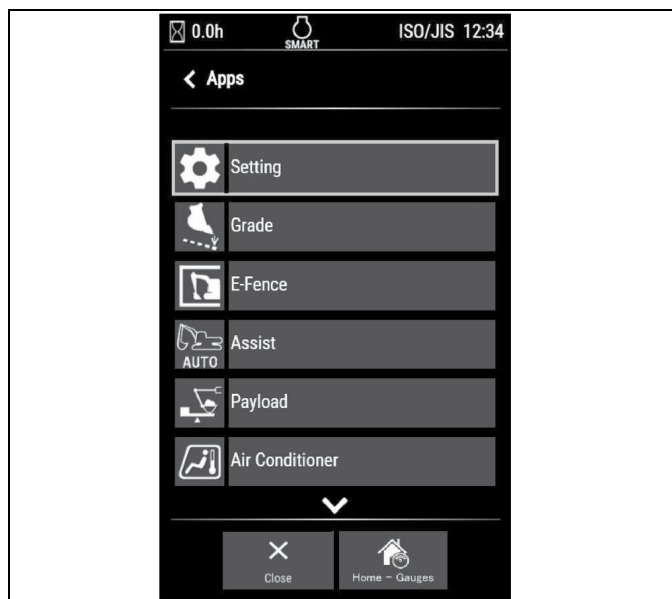 0.0h SMART ISO/JIS 12:34
Apps
Setting
Grade
E-Fence
AUTO Assist
Payload
Air Conditioner
Close Home - Gauges